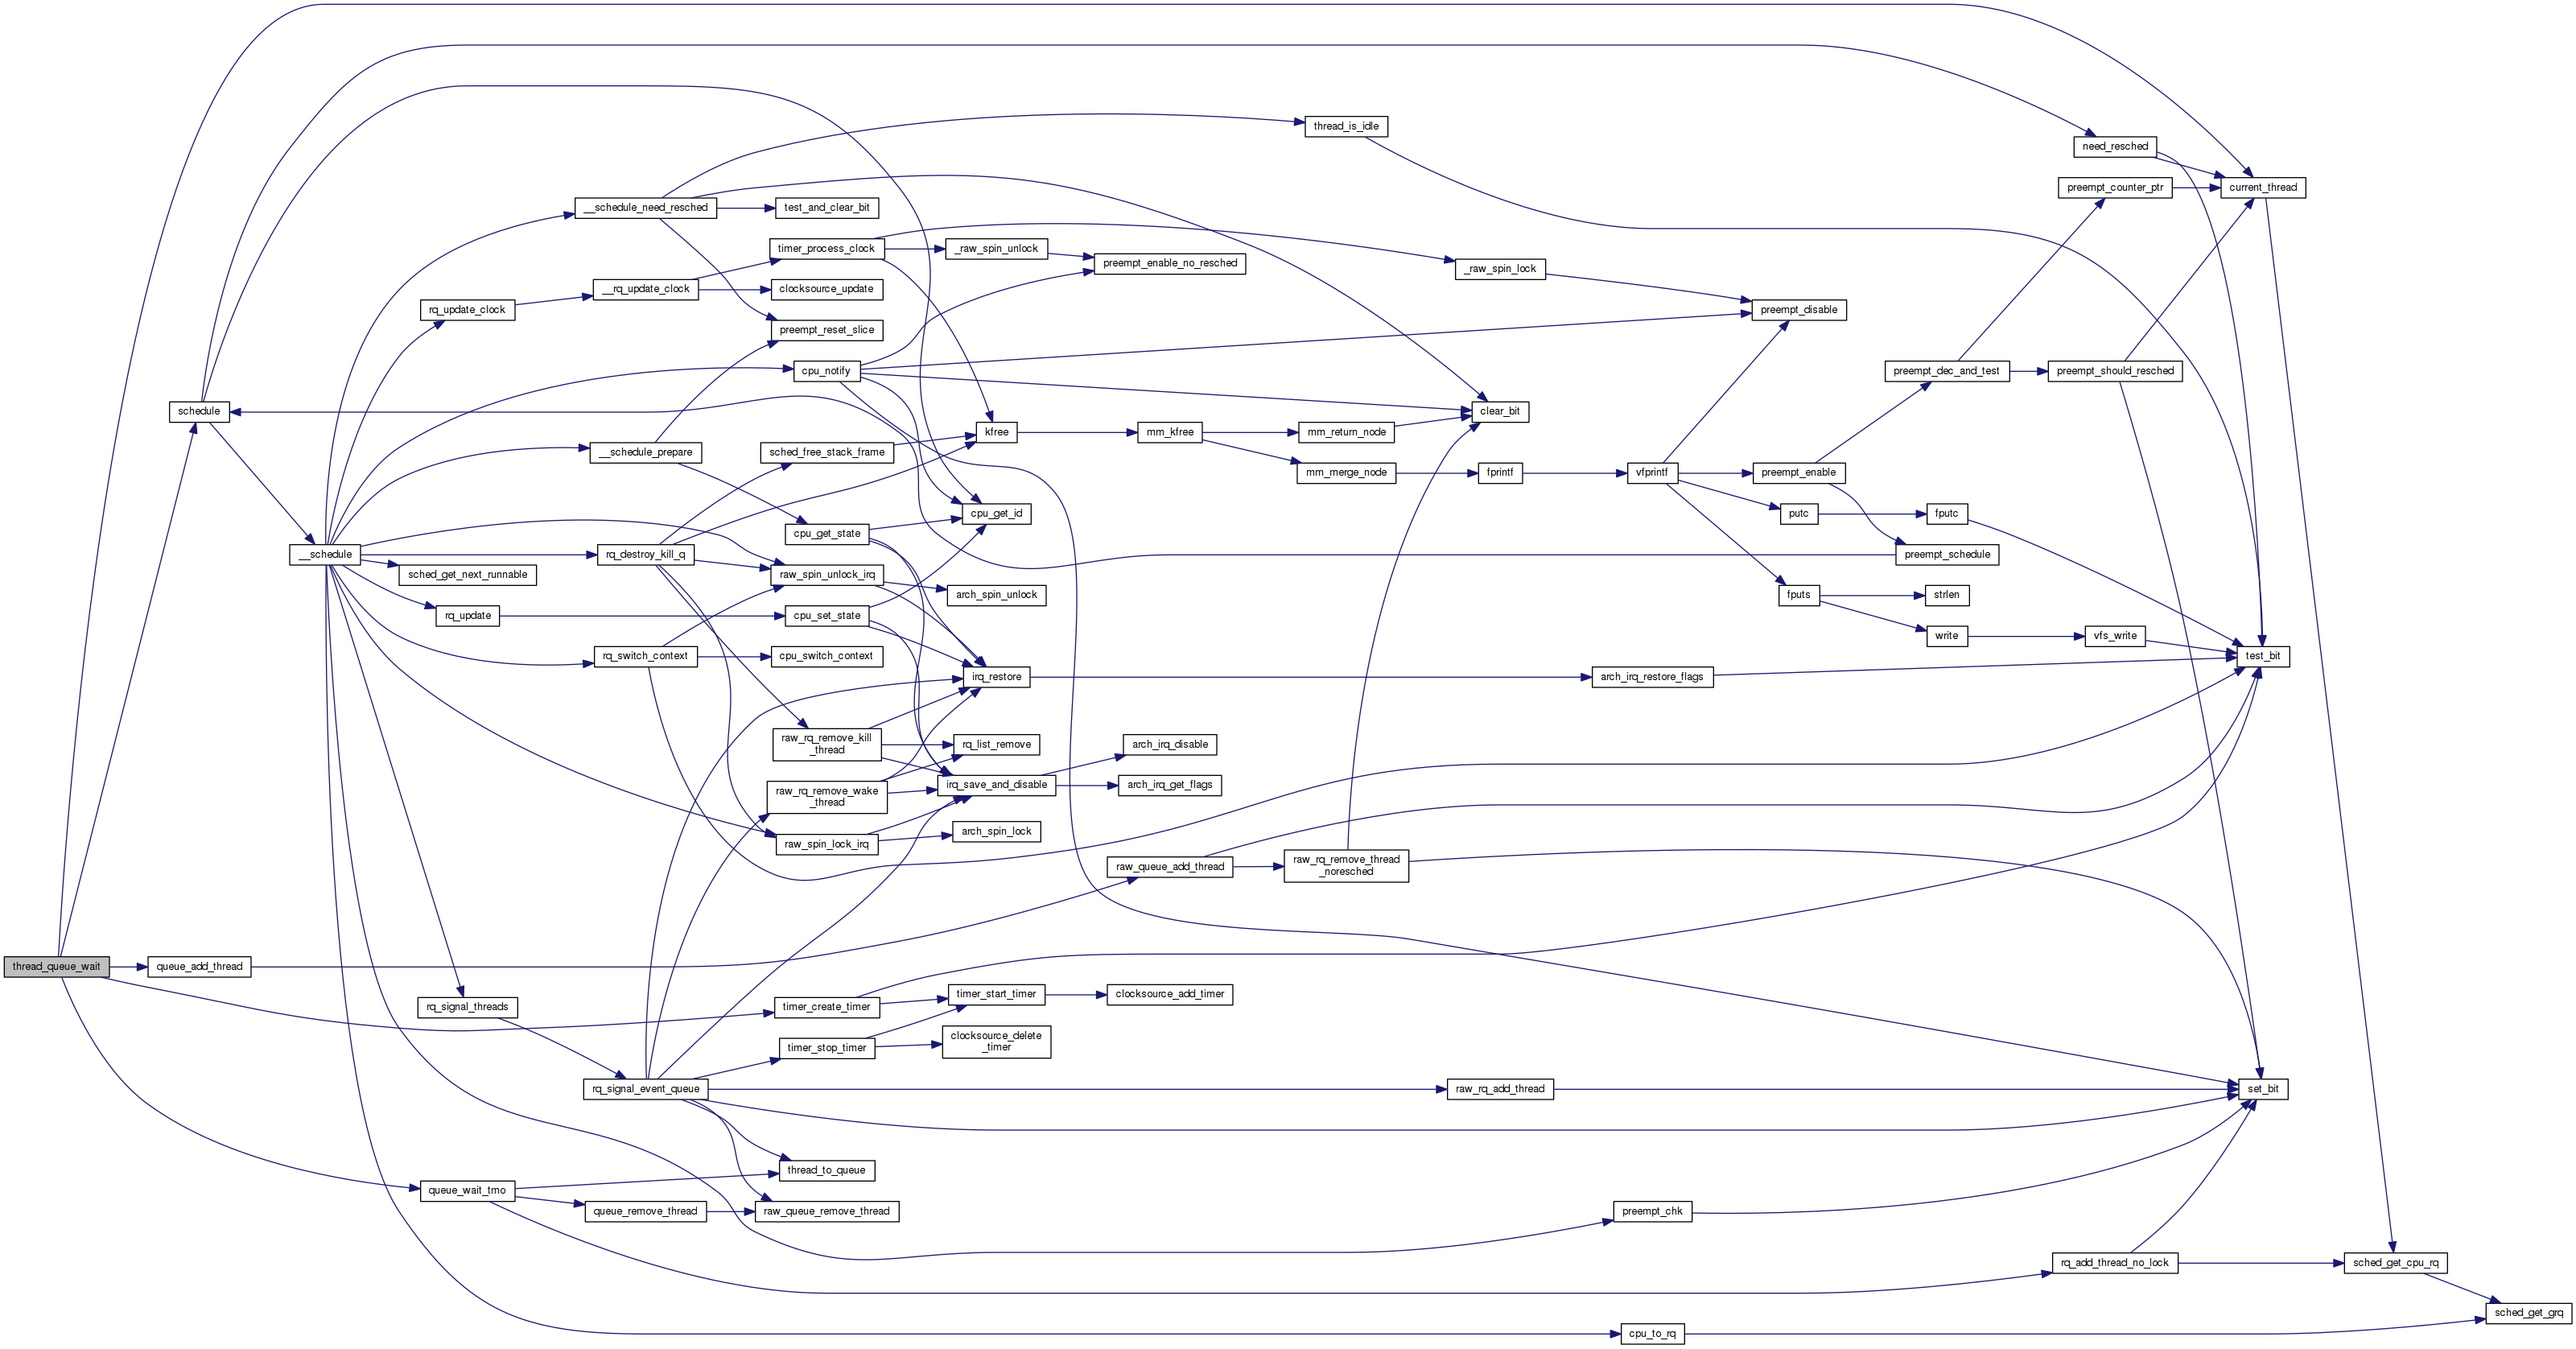 thread_is_idle
need_resched
preempt_counter_ptr
current_thread
__schedule_need_resched
test_and_clear_bit
timer_process_clock
_raw_spin_unlock
preempt_enable_no_resched
_raw_spin_lock
__rq_update_clock
clocksource_update
rq_update_clock
preempt_disable
preempt_reset_slice
cpu_notify
preempt_dec_and_test
preempt_should_resched
schedule
clear_bit
kfree
mm_kfree
mm_return_node
__schedule_prepare
sched_free_stack_frame
mm_merge_node
fprintf
vfprintf
preempt_enable
cpu_get_id
putc
fputc
cpu_get_state
__schedule
rq_destroy_kill_q
preempt_schedule
sched_get_next_runnable
raw_spin_unlock_irq
arch_spin_unlock
fputs
strlen
rq_update
cpu_set_state
write
vfs_write
rq_switch_context
cpu_switch_context
test_bit
irq_restore
arch_irq_restore_flags
raw_rq_remove_kill
_thread
rq_list_remove
arch_irq_disable
raw_rq_remove_wake
_thread
irq_save_and_disable
arch_irq_get_flags
raw_spin_lock_irq
arch_spin_lock
raw_queue_add_thread
raw_rq_remove_thread
_noresched
thread_queue_wait
queue_add_thread
rq_signal_threads
timer_create_timer
timer_start_timer
clocksource_add_timer
timer_stop_timer
clocksource_delete
_timer
rq_signal_event_queue
raw_rq_add_thread
set_bit
thread_to_queue
queue_wait_tmo
queue_remove_thread
raw_queue_remove_thread
preempt_chk
rq_add_thread_no_lock
sched_get_cpu_rq
sched_get_grq
cpu_to_rq